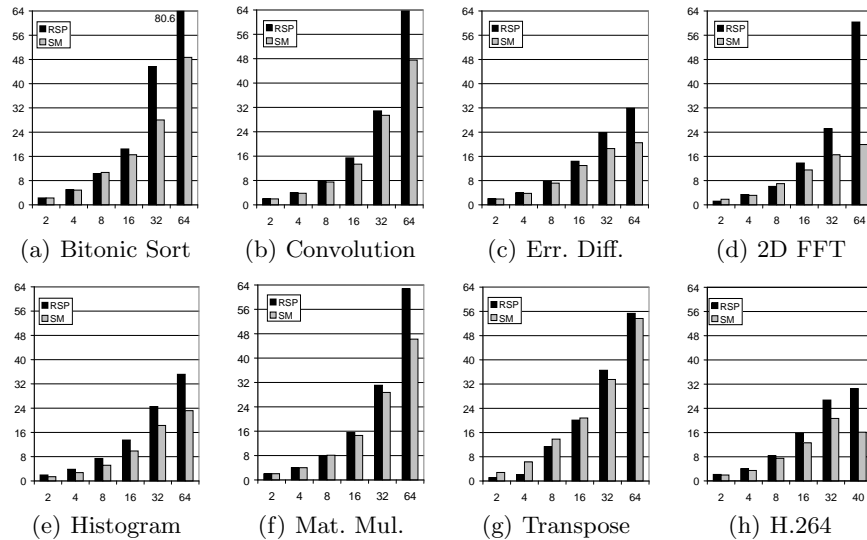 64
56
48
40
32
24
16
8
0
RSP
SM
80.6
2 4 8 16 32 64
(a) Bitonic Sort
64
56
48
40
32
24
16
8
0
RSP
SM
2 4 8 16 32 64
(b) Convolution
64
56
48
40
32
24
16
8
0
RSP
SM
2 4 8 16 32 64
(c) Err. Diff.
64
56
48
40
32
24
16
8
0
RSP
SM
2 4 8 16 32 64
(d) 2D FFT
64
56
48
40
32
24
16
8
0
RSP
SM
2 4 8 16 32 64
(e) Histogram
64
56
48
40
32
24
16
8
0
RSP
SM
2 4 8 16 32 64
(f) Mat. Mul.
64
56
48
40
32
24
16
8
0
RSP
SM
2 4 8 16 32 64
(g) Transpose
64
56
48
40
32
24
16
8
0
RSP
SM
2 4 8 16 32 40
(h) H.264